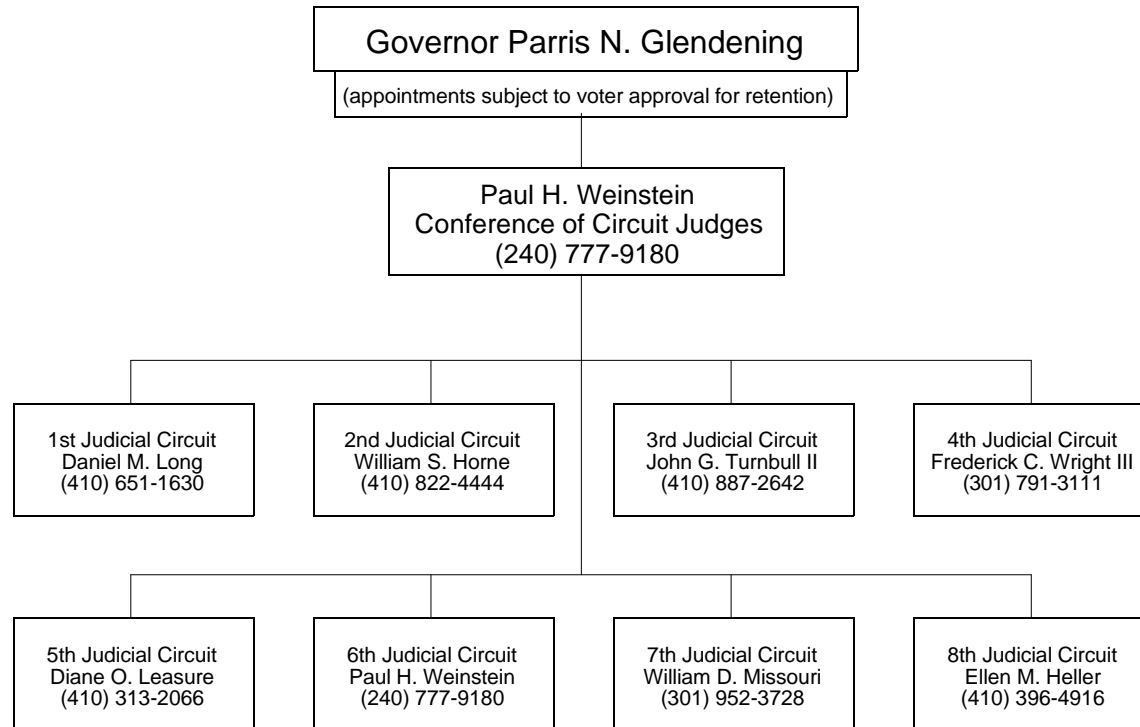 Governor Parris N. Glendening
(appointments subject to voter approval for retention)
Paul H. Weinstein
Conference of Circuit Judges
(240) 777-9180
1st Judicial Circuit
Daniel M. Long
(410) 651-1630
2nd Judicial Circuit
William S. Horne
(410) 822-4444
3rd Judicial Circuit
John G. Turnbull II
(410) 887-2642
4th Judicial Circuit
Frederick C. Wright III
(301) 791-3111
5th Judicial Circuit
Diane O. Leasure
(410) 313-2066
6th Judicial Circuit
Paul H. Weinstein
(240) 777-9180
7th Judicial Circuit
William D. Missouri
(301) 952-3728
8th Judicial Circuit
Ellen M. Heller
(410) 396-4916